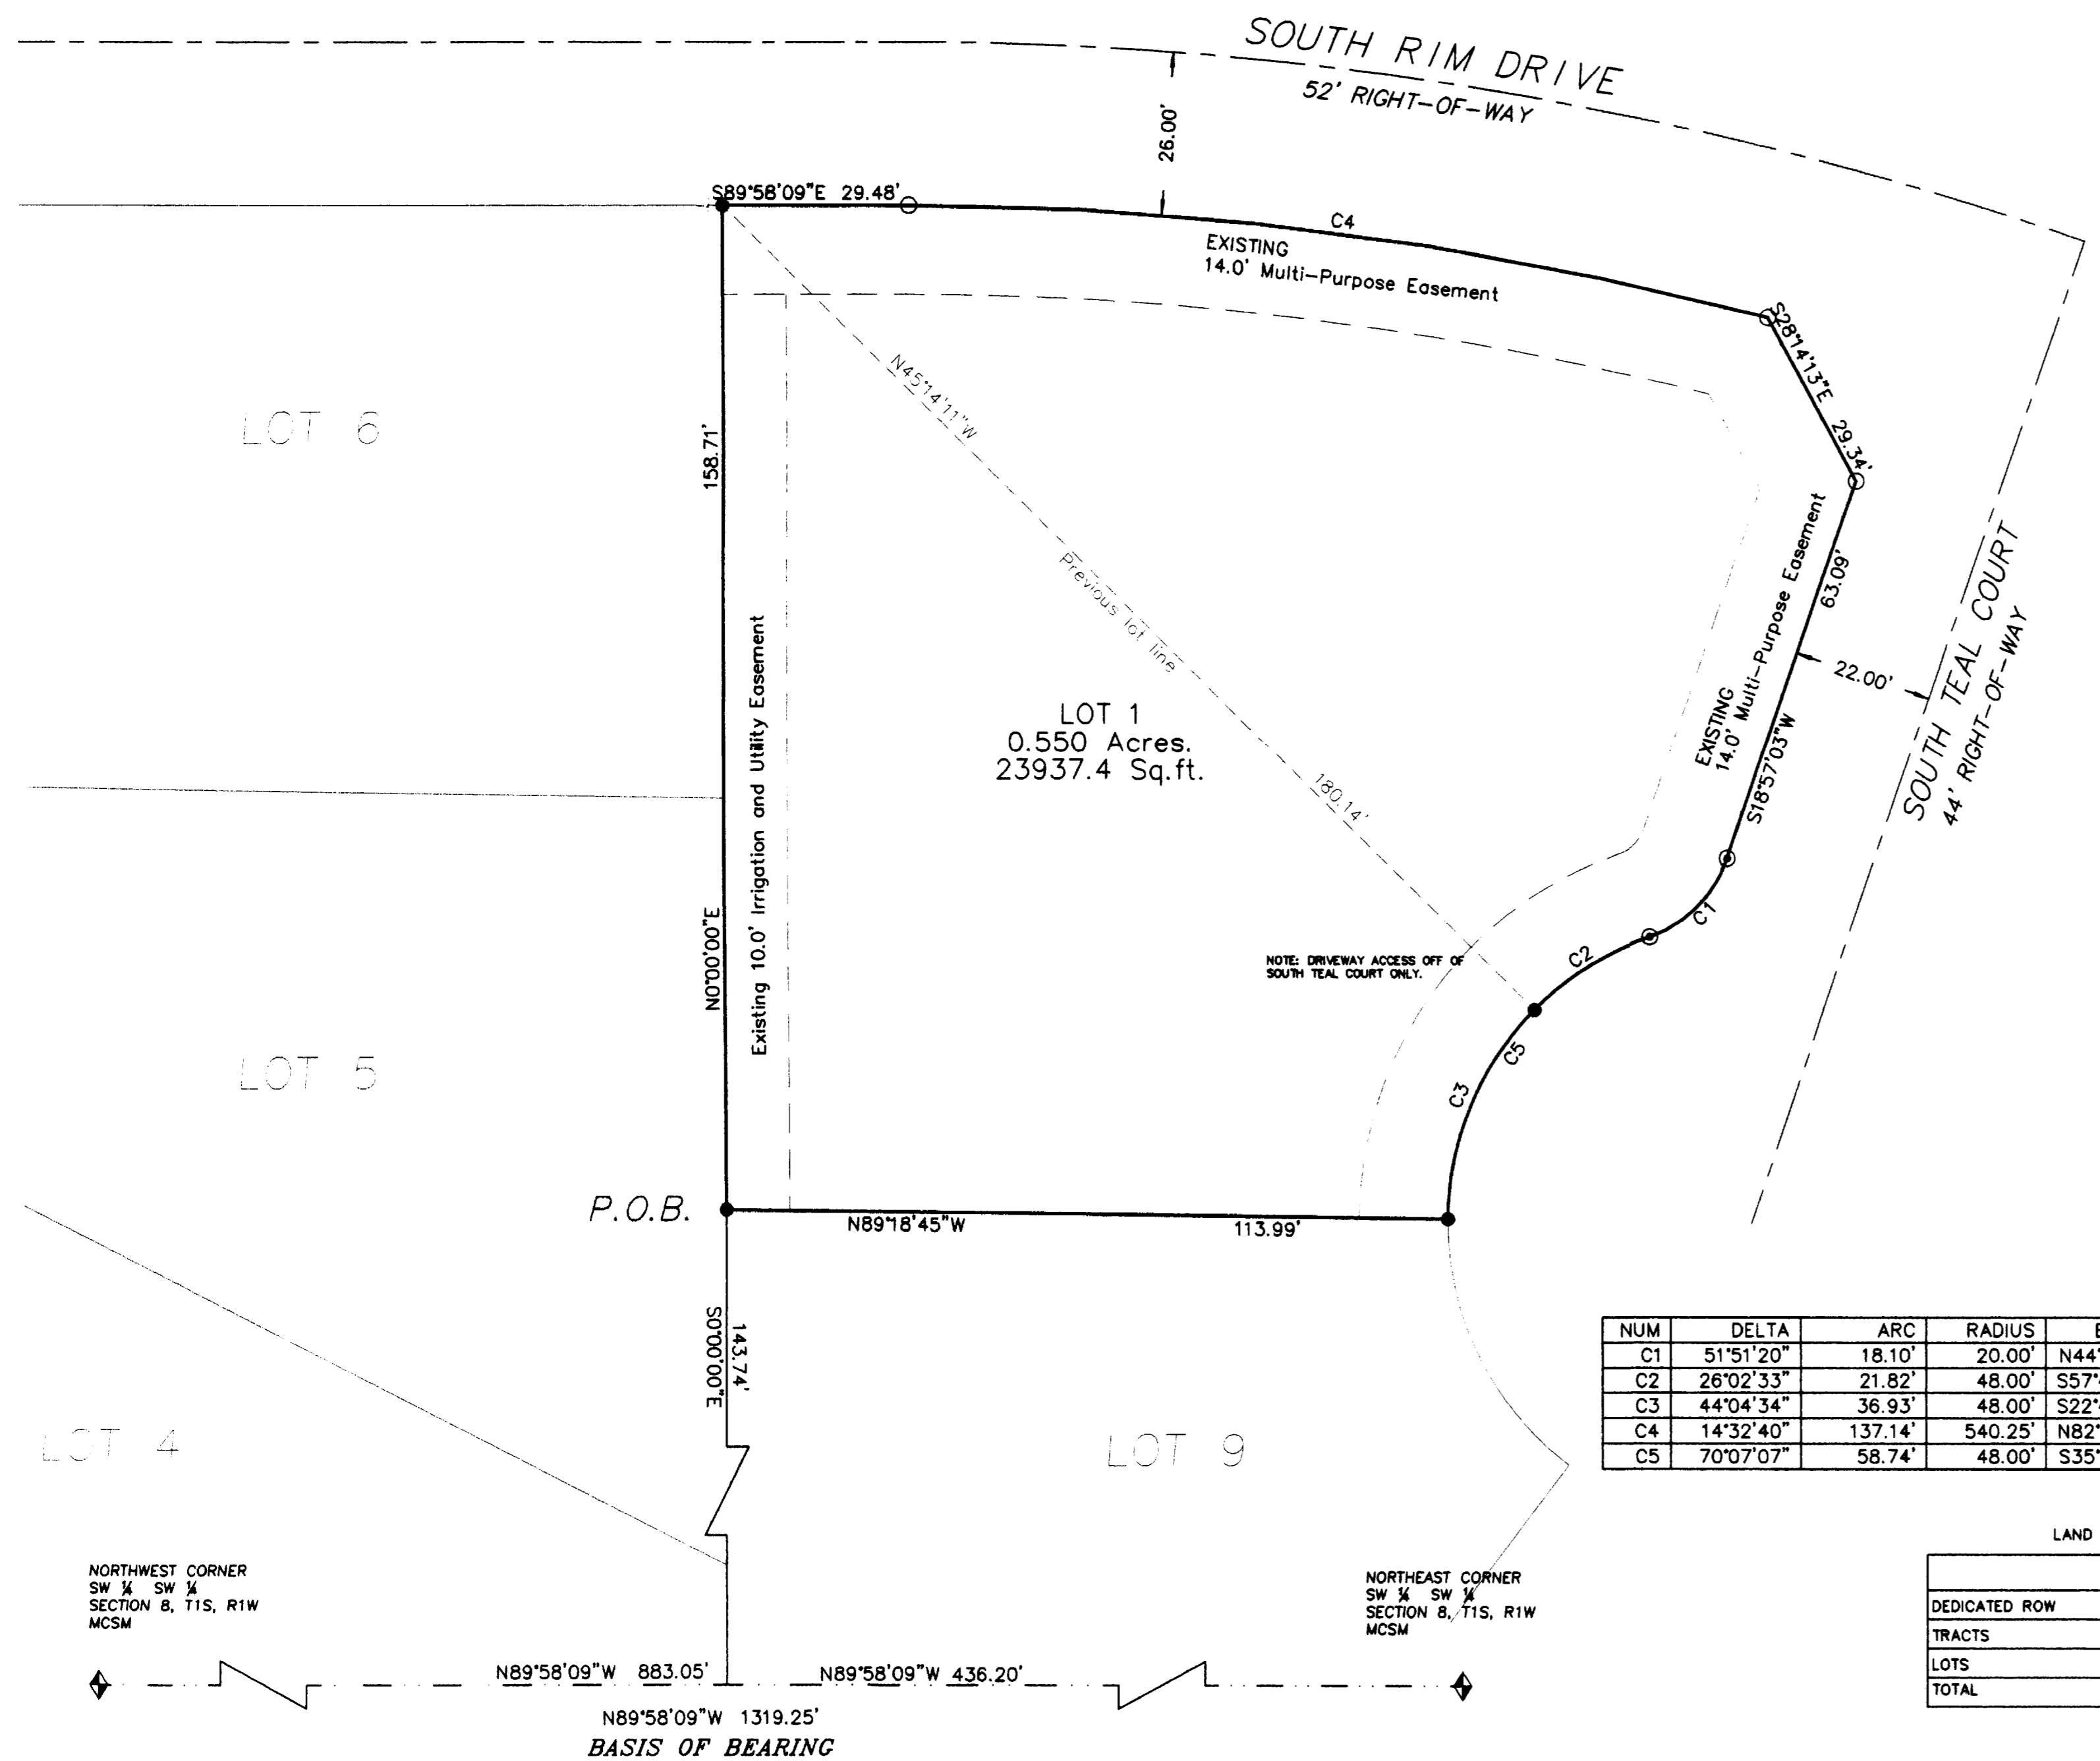 SOUTH RIM DRIVE
52' RIGHT-OF-WAY
26.00'
S89°58'09"E 29.48'
C4
EXISTING
14.0' Multi-Purpose Easement
S28°14'13"E 29.34'
N45°14'11"W
LOT 6
158.71'
Previous lot line
EXISTING
14.0' Multi-Purpose Easement
63.09'
22.00'
SOUTH TEAL COURT
44' RIGHT-OF-WAY
S18°57'03"W
LOT 1
0.550 Acres.
23937.4 Sq.ft.
180.14'
Existing 10.0' Irrigation and Utility Easement
N0°00'00"E
C1
C2
NOTE: DRIVEWAY ACCESS OFF OF
SOUTH TEAL COURT ONLY.
C5
C3
LOT 5
P.O.B.
N89°18'45"W 113.99'
143.74'
S0°00'00"E
NUM DELTA ARC RADIUS
C1 51°51'20" 18.10' 20.00' N44°
C2 26°02'33" 21.82' 48.00' S57°
C3 44°04'34" 36.93' 48.00' S22°
C4 14°32'40" 137.14' 540.25' N82°
C5 70°07'07" 58.74' 48.00' S35°
LOT 4
LOT 9
LAND
DEDICATED ROW
TRACTS
LOTS
TOTAL
NORTHWEST CORNER
SW ¼ SW ¼
SECTION 8, T1S, R1W
MCSM
NORTHEAST CORNER
SW ¼ SW ¼
SECTION 8, T1S, R1W
MCSM
N89°58'09"W 883.05'
N89°58'09"W 436.20'
N89°58'09"W 1319.25'
BASIS OF BEARING